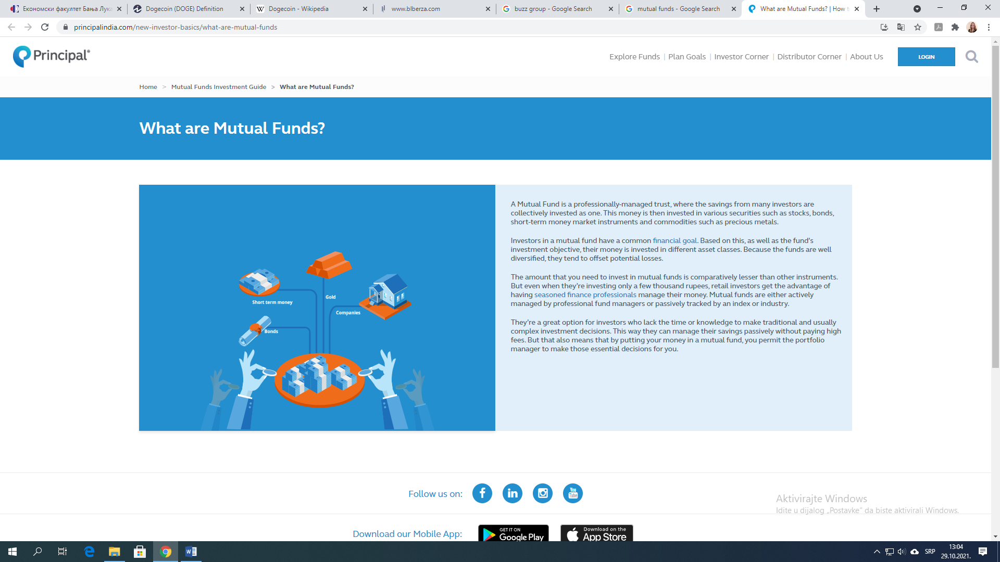 Економски факултет Бања Лука
Dogecoin (DOGE) Definition
Dogecoin - Wikipedia
www.blberza.com
buzz group - Google Search
mutual funds - Google Search
What are Mutual Funds? | How t
principalindia.com/new-investor-basics/what-are-mutual-funds
Principal®
Explore Funds | Plan Goals | Investor Corner | Distributor Corner | About Us
LOGIN
Home > Mutual Funds Investment Guide > What are Mutual Funds?
What are Mutual Funds?
Short term money
Gold
Companies
Bonds
A Mutual Fund is a professionally-managed trust, where the savings from many investors are
collectively invested as one. This money is then invested in various securities such as stocks, bonds,
short-term money market instruments and commodities such as precious metals.
Investors in a mutual fund have a common financial goal. Based on this, as well as the fund's
investment objective, their money is invested in different asset classes. Because the funds are well
diversified, they tend to offset potential losses.
The amount that you need to invest in mutual funds is comparatively lesser than other instruments.
But even when they're investing only a few thousand rupees, retail investors get the advantage of
having seasoned finance professionals manage their money. Mutual funds are either actively
managed by professional fund managers or passively tracked by an index or industry.
They're a great option for investors who lack the time or knowledge to make traditional and usually
complex investment decisions. This way they can manage their savings passively without paying high
fees. But that also means that by putting your money in a mutual fund, you permit the portfolio
manager to make those essential decisions for you.
Follow us on:
You
Tube
Aktivirajte Windows
Idite u dijalog „Postavke" da biste aktivirali Windows.
Download our Mobile App:
GET IT ON
Google Play
Download on the
App Store
SRP
13:04
29.10.2021.